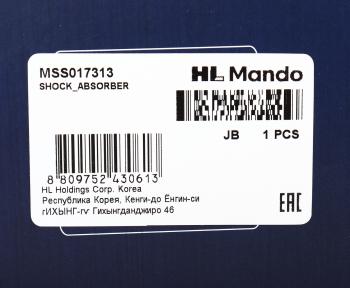 MSS017313
SHOCK_ABSORBER
HL Mando
JB 1 PCS
8 809752 430613
HL Holdings Corp. Korea
Республика Корея, Кенги-до Ёнгин-си
гИХЫНГ-гу Гихынгданджиро 46
EAC